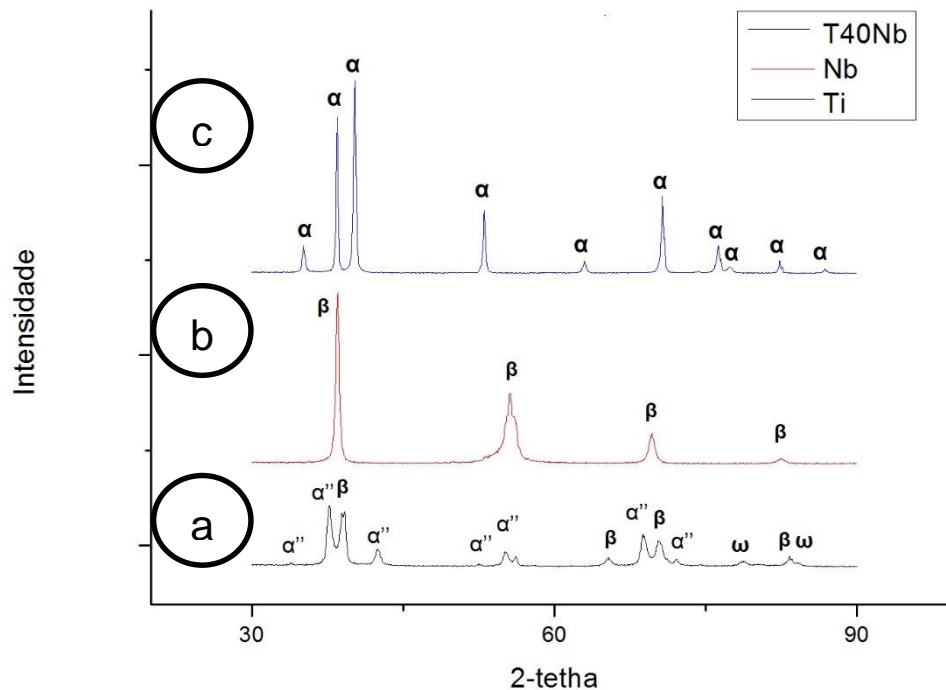 T40Nb
Nb
Ti
c
α α α α α α α α α α
b
β β β β
a
α’’ α’’ β α’’ α’’ α’’ β α’’ β α’’ ω β ω
Intensidade
30 60 90
2-tetha